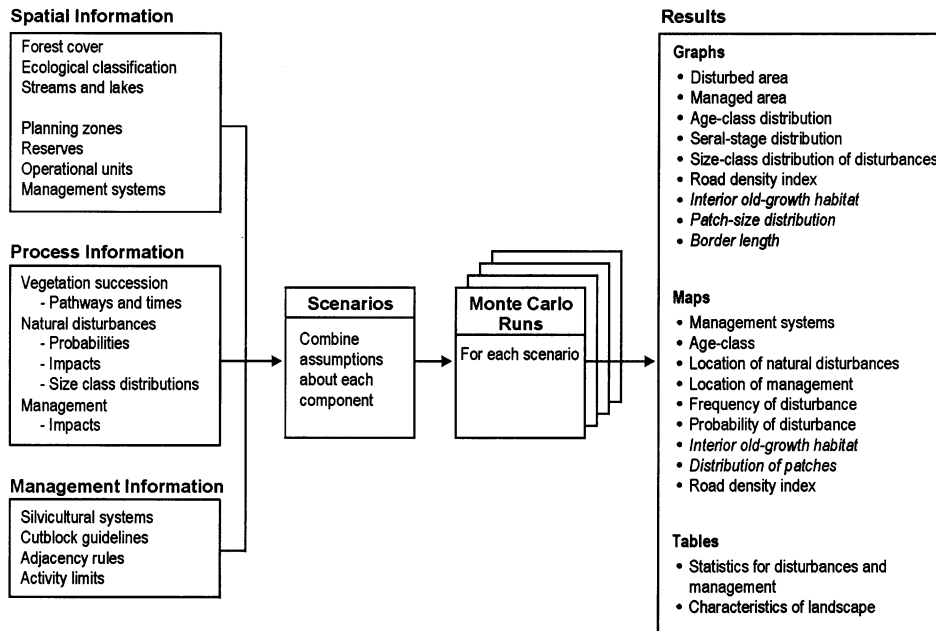 Spatial Information
Forest cover
Ecological classification
Streams and lakes
Planning zones
Reserves
Operational units
Management systems
Process Information
Vegetation succession
- Pathways and times
Natural disturbances
- Probabilities
- Impacts
- Size class distributions
Management
- Impacts
Management Information
Silvicultural systems
Cutblock guidelines
Adjacency rules
Activity limits
Scenarios
Combine
assumptions
about each
component
Monte Carlo
Runs
For each scenario
Results
Graphs
• Disturbed area
• Managed area
• Age-class distribution
• Seral-stage distribution
• Size-class distribution of disturbances
• Road density index
• Interior old-growth habitat
• Patch-size distribution
• Border length
Maps
• Management systems
• Age-class
• Location of natural disturbances
• Location of management
• Frequency of disturbance
• Probability of disturbance
• Interior old-growth habitat
• Distribution of patches
• Road density index
Tables
• Statistics for disturbances and
management
• Characteristics of landscape